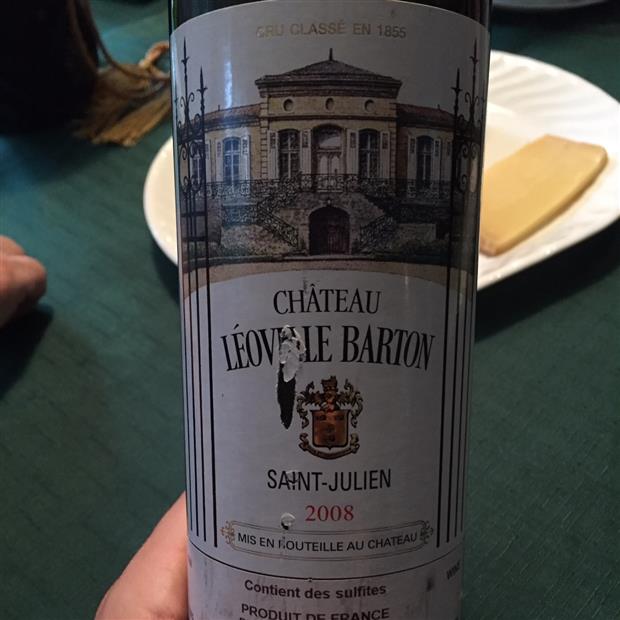 CRU CLASSÉ EN 1855
CHÂTEAU
LÉOVILLE BARTON
SAINT-JULIEN
2008
MIS EN BOUTEILLE AU CHATEAU
Contient des sulfites
WINE
PRODUIT DE FRANCE